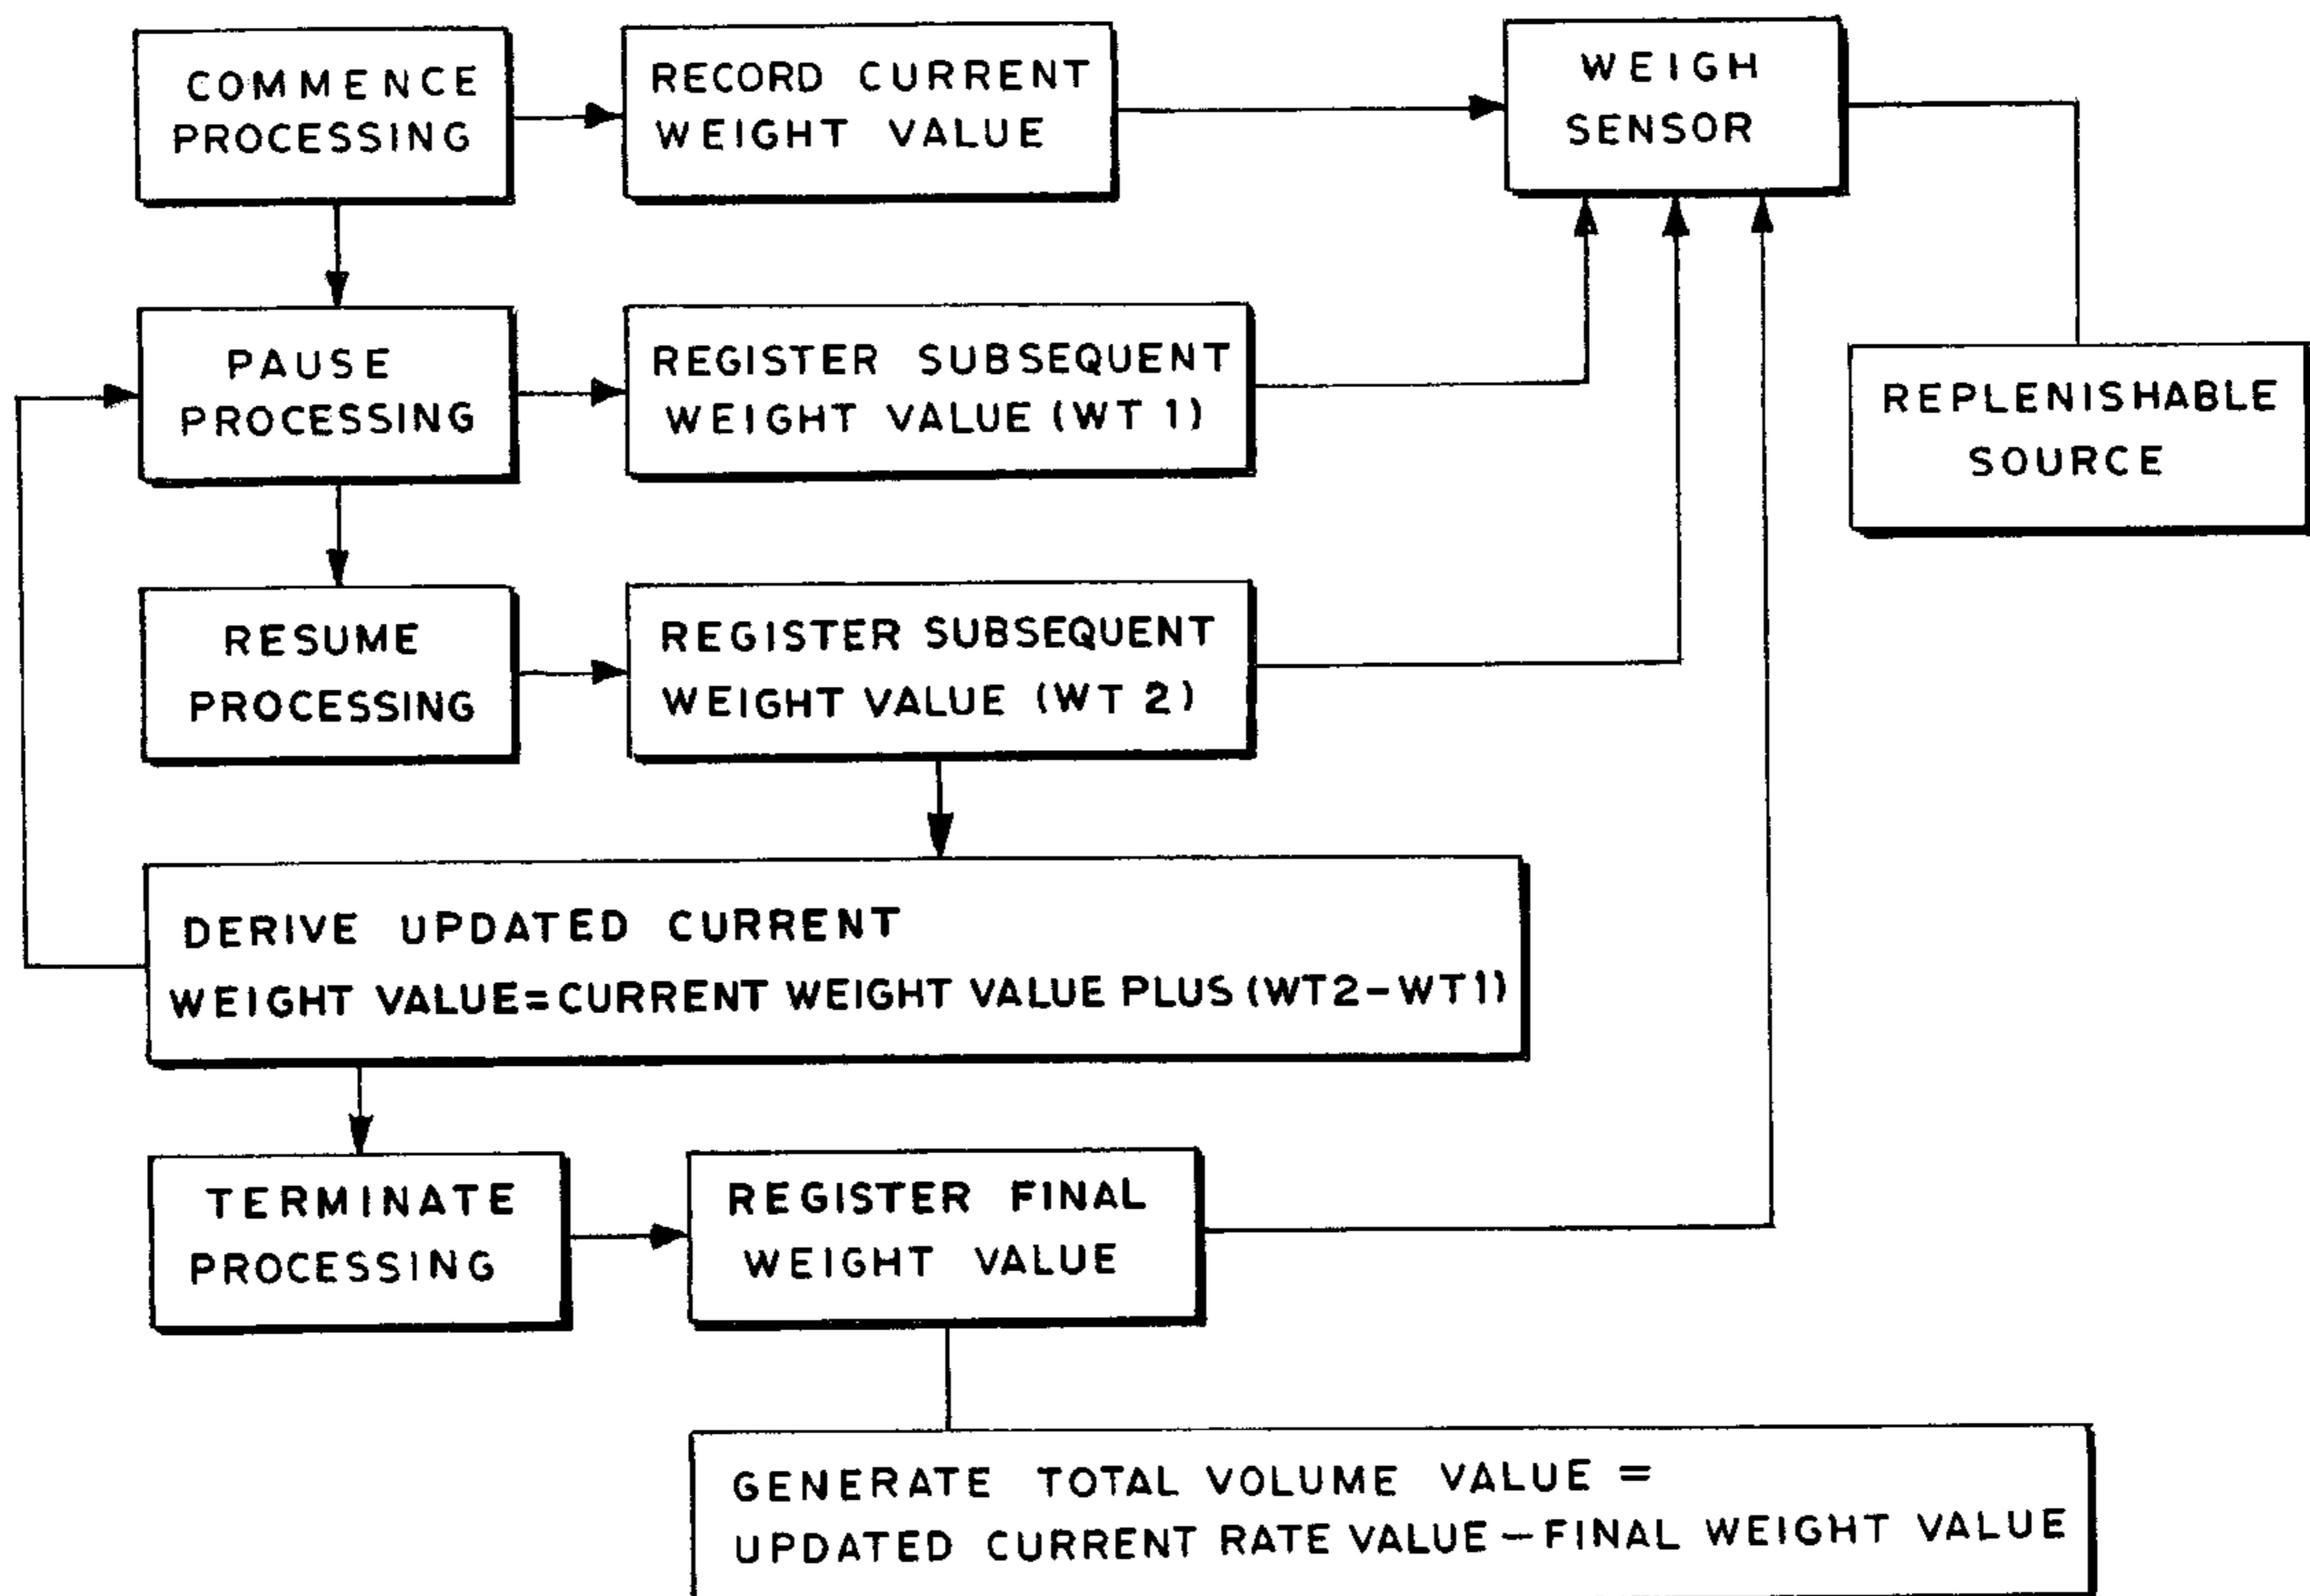 COMMENCE
PROCESSING
RECORD CURRENT
WEIGHT VALUE
WEIGH
SENSOR
PAUSE
PROCESSING
REGISTER SUBSEQUENT
WEIGHT VALUE (WT 1)
REPLENISHABLE
SOURCE
RESUME
PROCESSING
REGISTER SUBSEQUENT
WEIGHT VALUE (WT 2)
DERIVE UPDATED CURRENT
WEIGHT VALUE=CURRENT WEIGHT VALUE PLUS (WT2-WT1)
TERMINATE
PROCESSING
REGISTER FINAL
WEIGHT VALUE
GENERATE TOTAL VOLUME VALUE =
UPDATED CURRENT RATE VALUE—FINAL WEIGHT VALUE